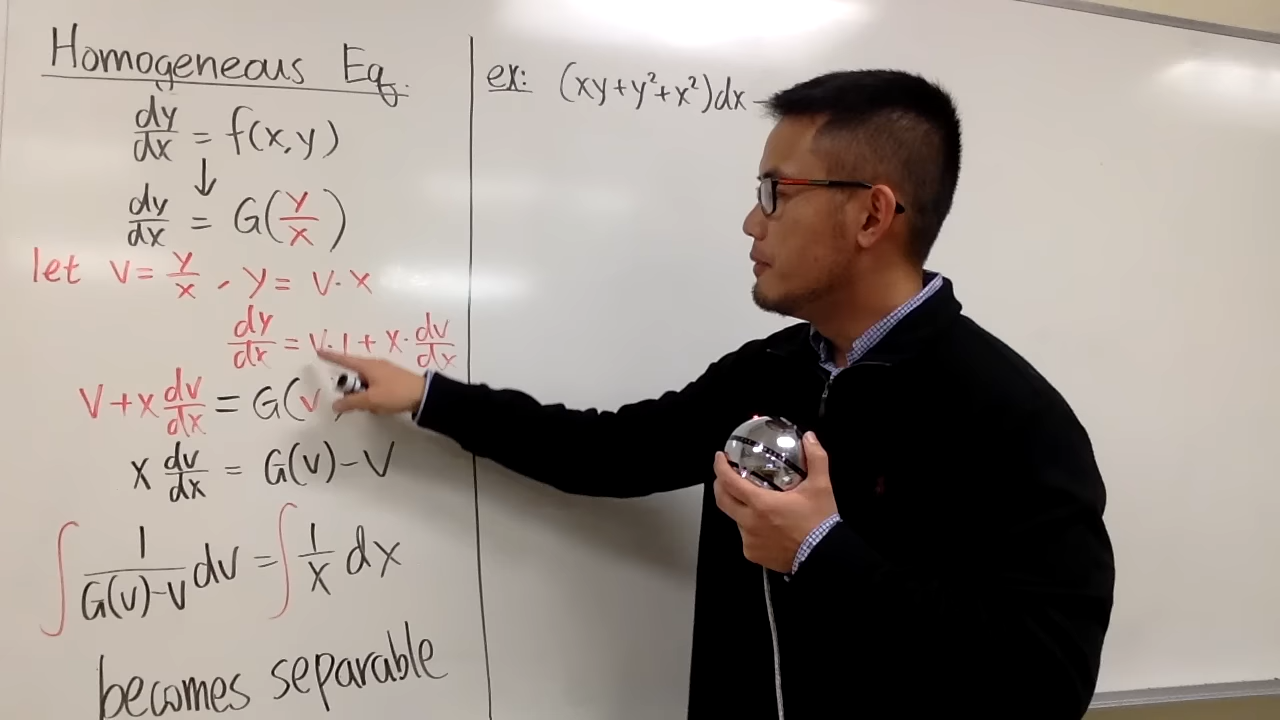 Homogeneous Eq.
dy/dx = f(x,y)
↓
dy/dx = G(y/x)
let v = y/x , y = v·x
dy/dx = v·1 + x·dv/dx
v + x dv/dx = G(v
x dv/dx = G(v) - v
∫ 1/(G(v)-v) dv = ∫ 1/x dx
becomes separable
ex: (xy+y²+x²)dx -